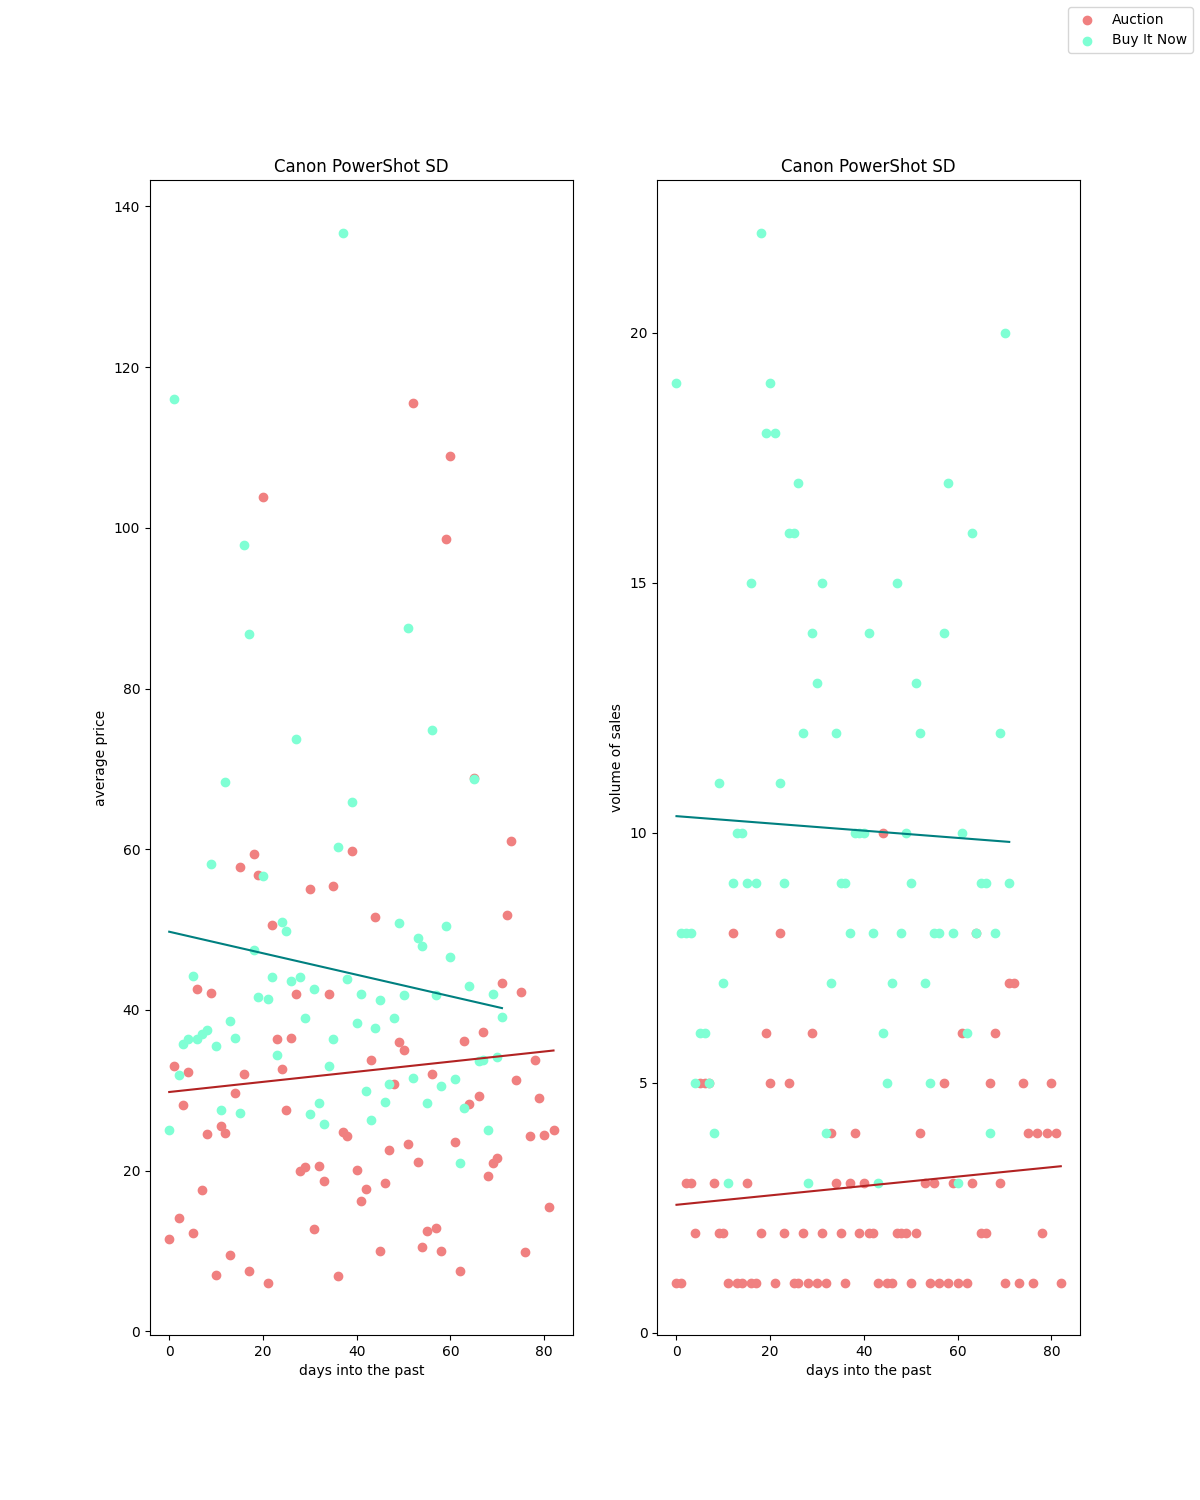 Auction
Buy It Now
Canon PowerShot SD
140
120
100
80
60
40
20
0
average price
0 20 40 60 80
days into the past
Canon PowerShot SD
20
15
10
5
0
volume of sales
0 20 40 60 80
days into the past